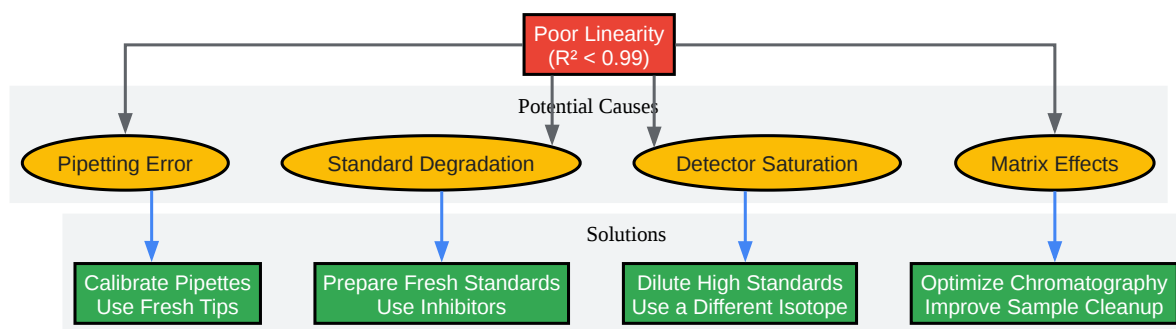 Poor Linearity
(R² < 0.99)
Potential Causes
Pipetting Error
Standard Degradation
Detector Saturation
Matrix Effects
Solutions
Calibrate Pipettes
Use Fresh Tips
Prepare Fresh Standards
Use Inhibitors
Dilute High Standards
Use a Different Isotope
Optimize Chromatography
Improve Sample Cleanup